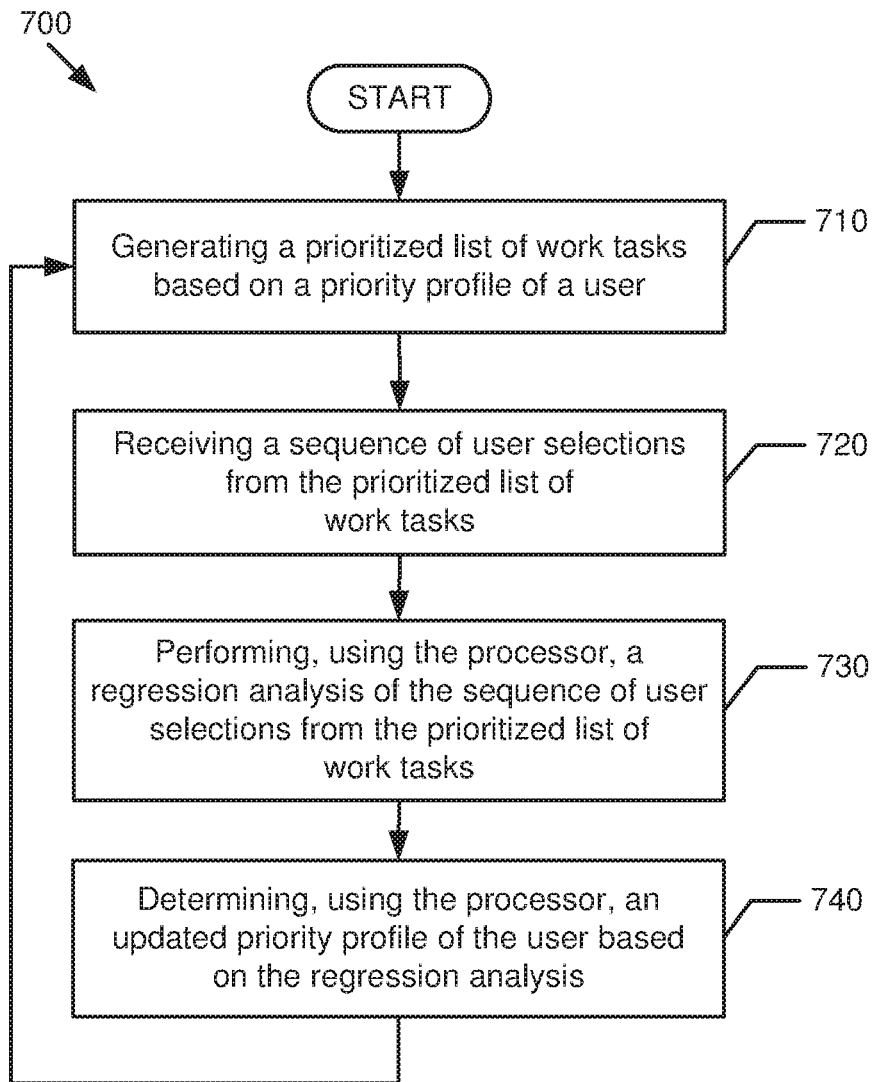 700
START
Generating a prioritized list of work tasks
based on a priority profile of a user
710
Receiving a sequence of user selections
from the prioritized list of
work tasks
720
Performing, using the processor, a
regression analysis of the sequence of user
selections from the prioritized list of
work tasks
730
Determining, using the processor, an
updated priority profile of the user based
on the regression analysis
740